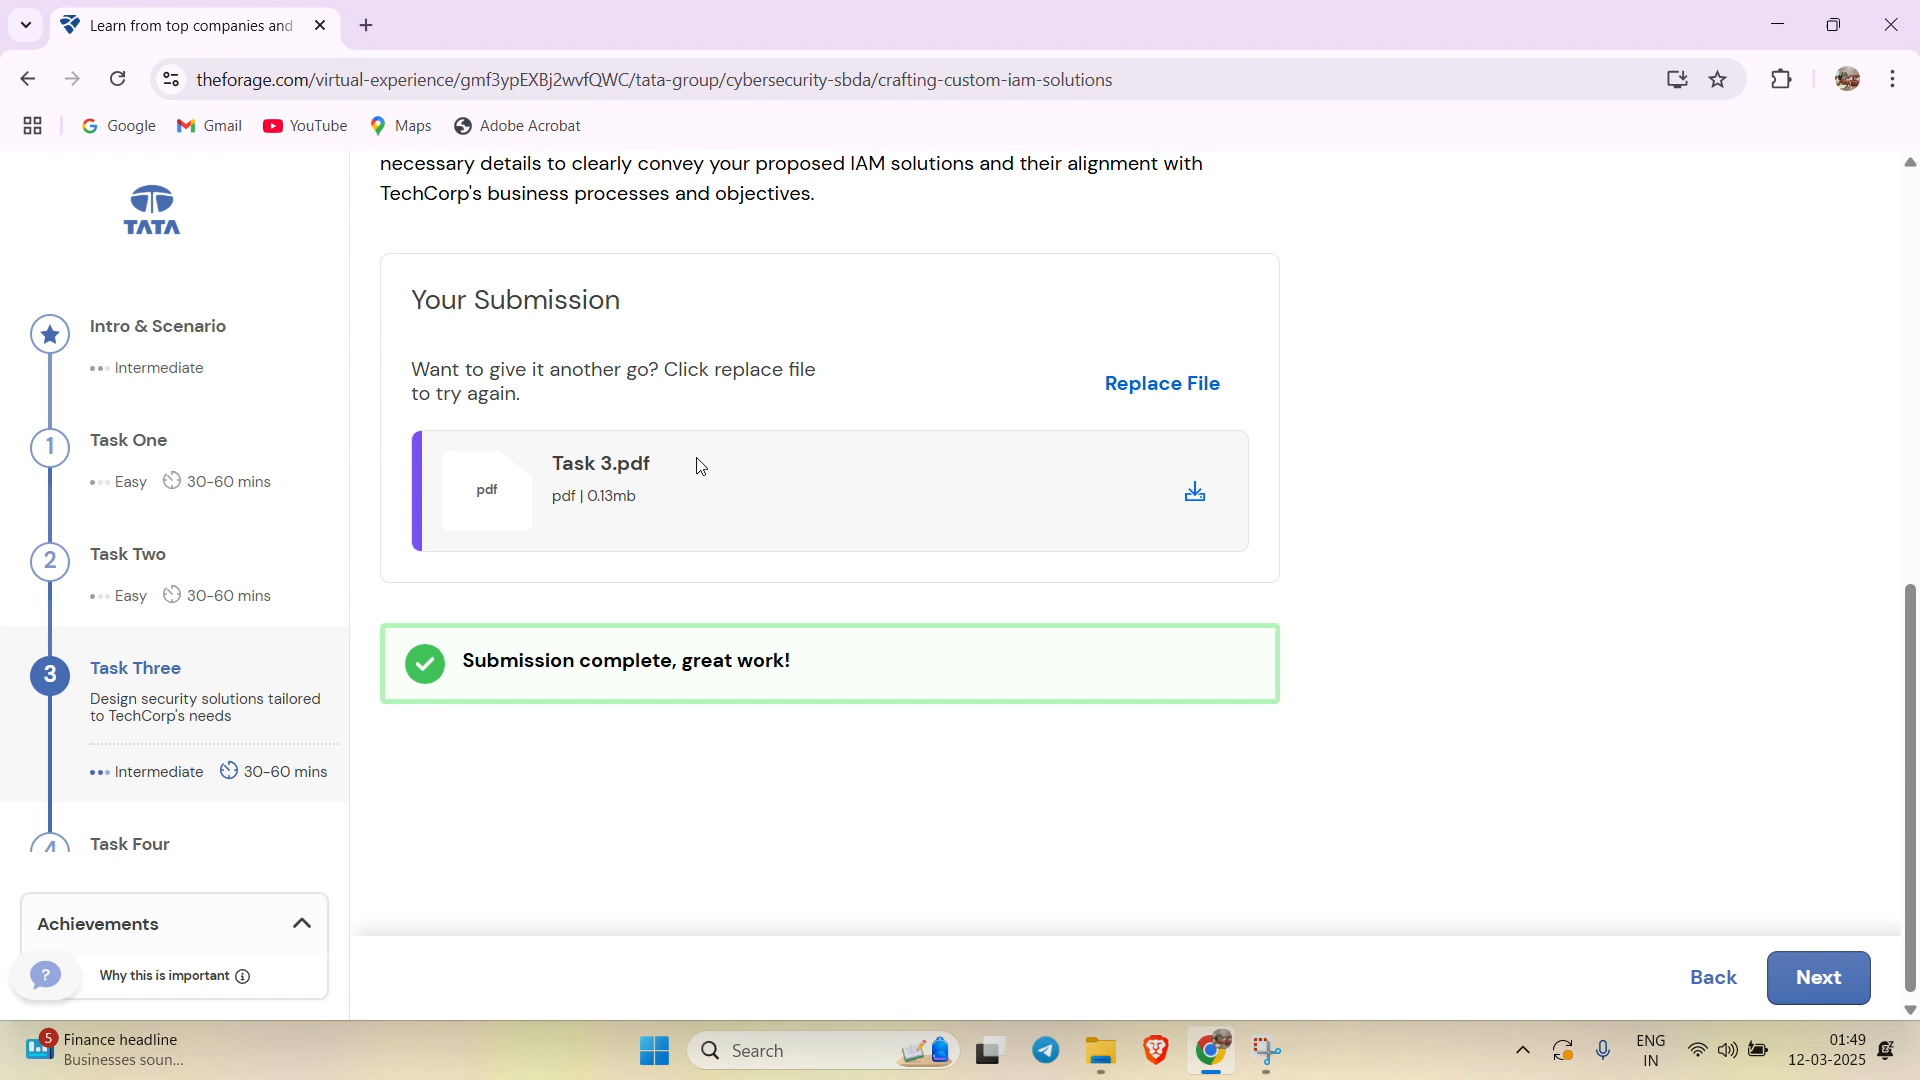 Learn from top companies and
theforage.com/virtual-experience/gmf3ypEXBj2wvfQWC/tata-group/cybersecurity-sbda/crafting-custom-iam-solutions
Google Gmail YouTube Maps Adobe Acrobat
TATA
Intro & Scenario
Intermediate
1 Task One
Easy 30-60 mins
2 Task Two
Easy 30-60 mins
3 Task Three
Design security solutions tailored
to TechCorp's needs
Intermediate 30-60 mins
4 Task Four
Achievements
? Why this is important
necessary details to clearly convey your proposed IAM solutions and their alignment with
TechCorp's business processes and objectives.
Your Submission
Want to give it another go? Click replace file
to try again.
Replace File
pdf
Task 3.pdf
pdf | 0.13mb
Submission complete, great work!
Back Next
5 Finance headline
Businesses soun...
Search
ENG
IN
01:49
12-03-2025